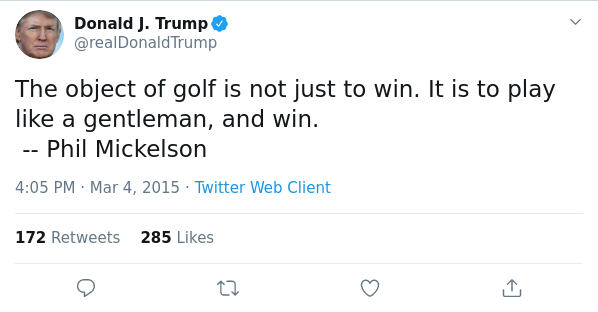 Donald J. Trump
@realDonaldTrump
The object of golf is not just to win. It is to play
like a gentleman, and win.
-- Phil Mickelson
4:05 PM · Mar 4, 2015 · Twitter Web Client
172 Retweets 285 Likes